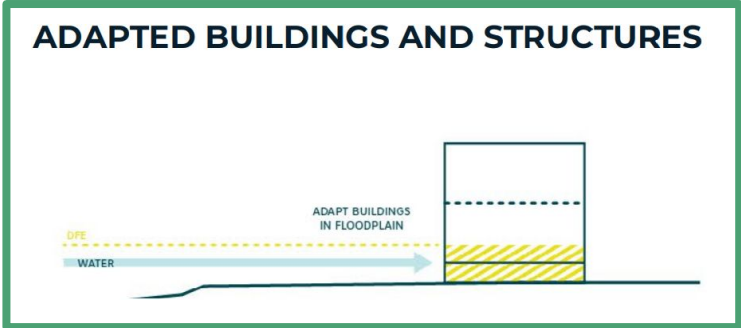 ADAPTED BUILDINGS AND STRUCTURES
ADAPT BUILDINGS
IN FLOODPLAIN
DFE
WATER